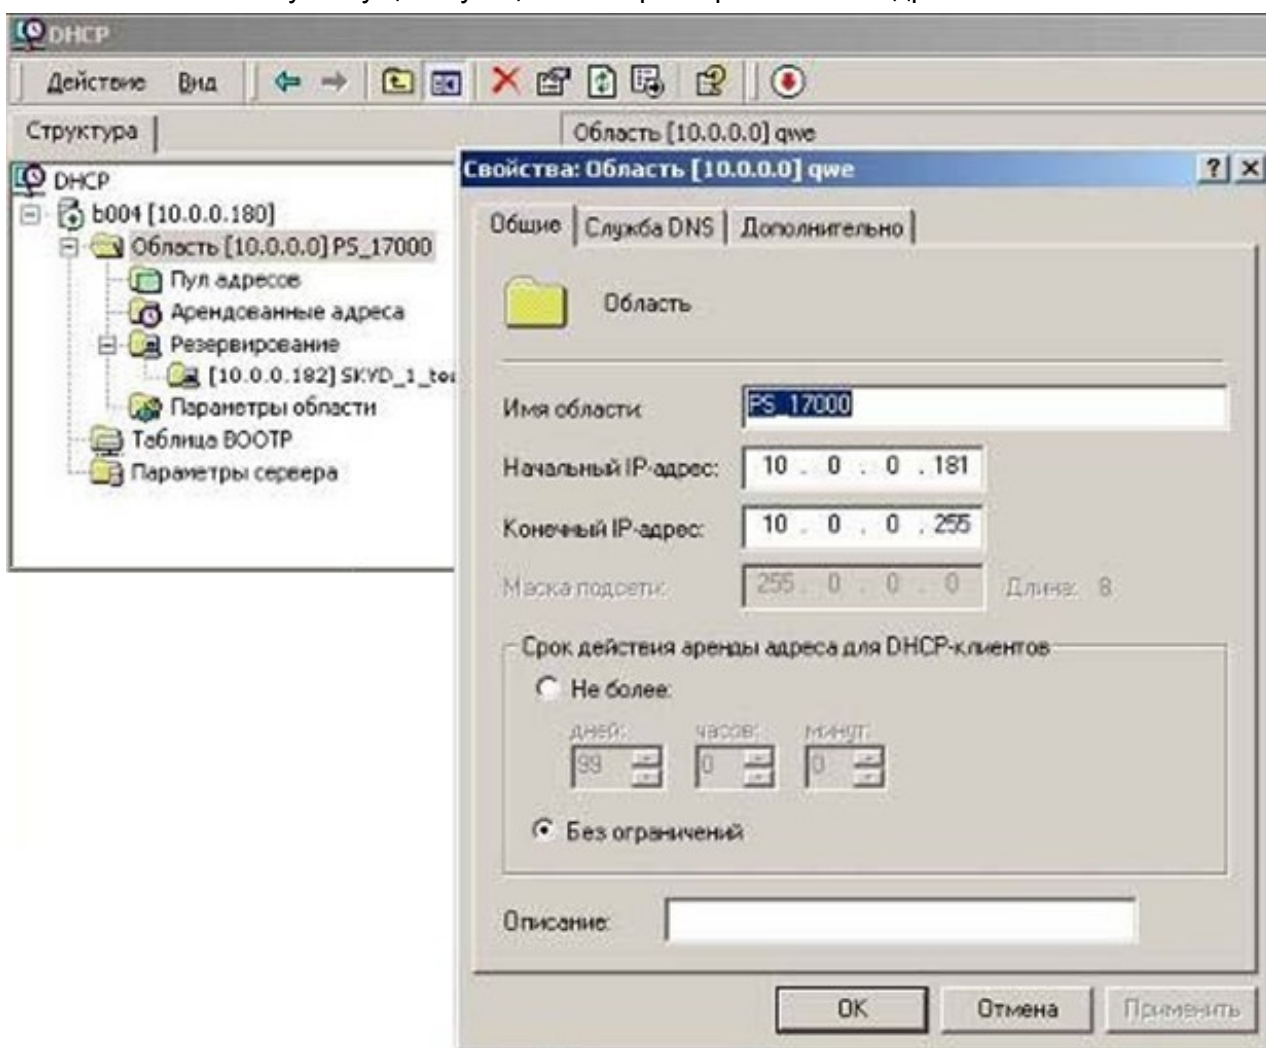 DHCP
Действие Вид
Структура
Область [10.0.0.0] qwe
DHCP
b004 [10.0.0.180]
Область [10.0.0.0] PS_17000
Пул адресов
Арендованные адреса
Резервирование
[10.0.0.182] SKYD_1_
Параметры области
Таблица BOOTP
Параметры сервера
Свойства: Область [10.0.0.0] qwe
Общие Служба DNS Дополнительно
Область
Имя области: PS_17000
Начальный IP-адрес: 10 . 0 . 0 . 181
Конечный IP-адрес: 10 . 0 . 0 . 255
Маска подсети: 255 . 0 . 0 . 0 Длина: 8
Срок действия аренды адреса для DHCP-клиентов
Не более:
дней: часов: минут:
99 0 0
Без ограничений
Описание:
OK Отмена Применить